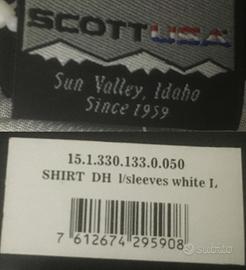 SCOTT USA
Sun Valley, Idaho
Since 1959
15.1.330.133.0.050
SHIRT DH l/sleeves white L
7 612674 295908
subito